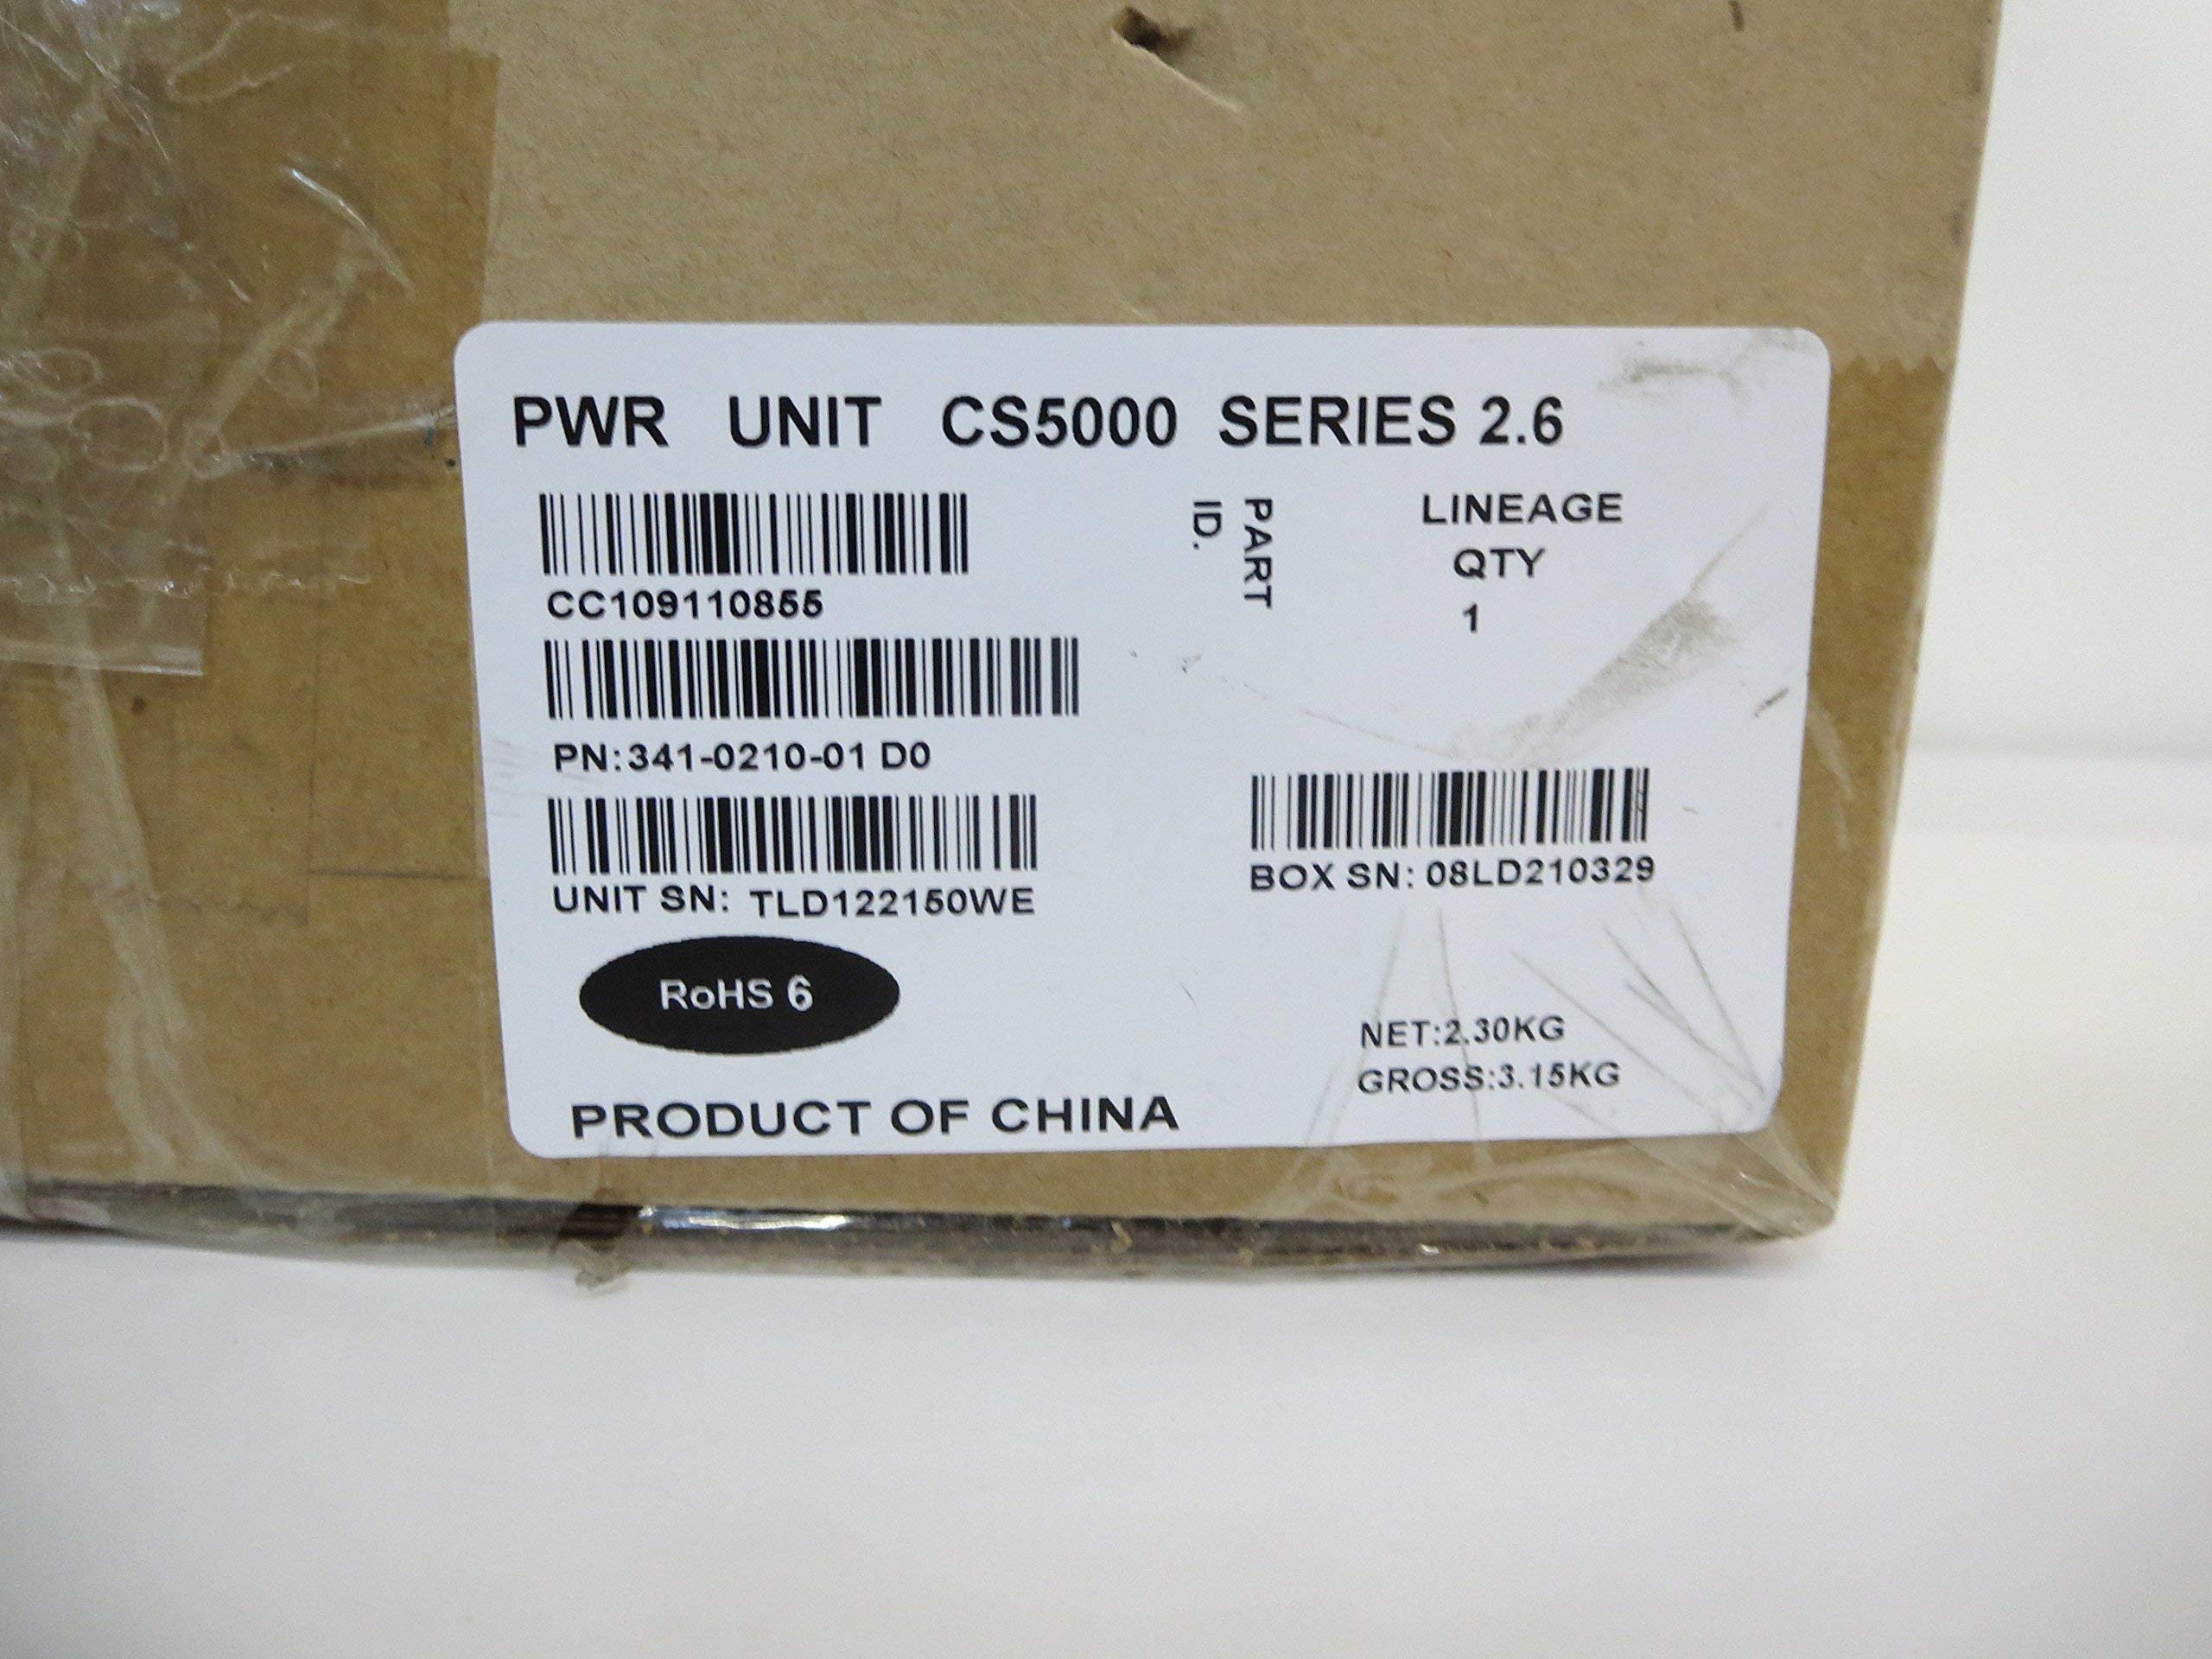 PWR UNIT CS5000 SERIES 2.6
PART
ID.
LINEAGE
QTY
1
CC109110855
PN:341-0210-01 D0
UNIT SN: TLD122150WE
BOX SN: 08LD210329
RoHS 6
NET:2.30KG
GROSS:3.15KG
PRODUCT OF CHINA